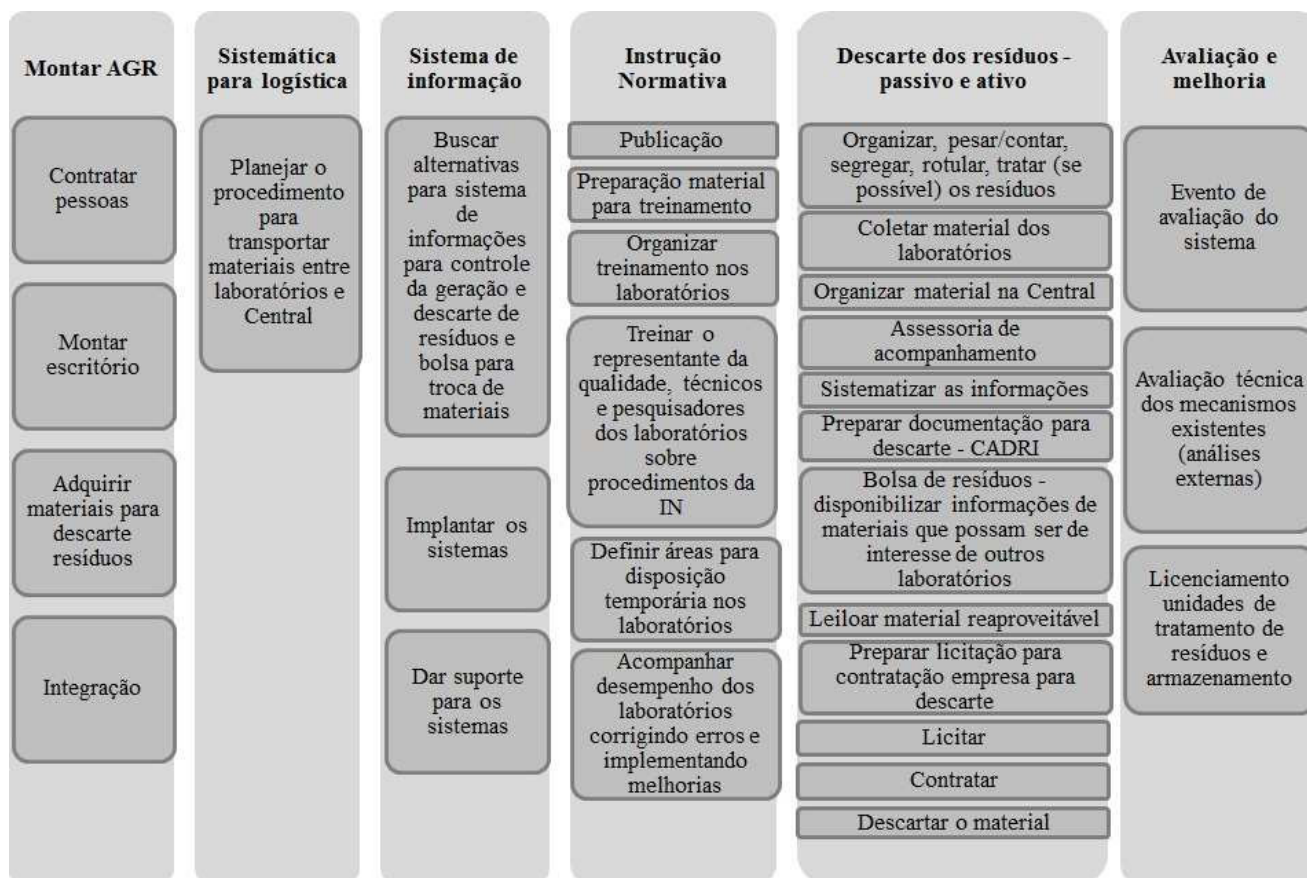 Montar AGR
Contratar
pessoas
Montar
escritório
Adquirir
materiais para
descarte
resíduos
Integração
Sistemática
para logística
Planejar o
procedimento
para
transportar
materiais entre
laboratórios e
Central
Sistema de
informação
Buscar
alternativas
para sistema
de
informações
para controle
da geração e
descarte de
resíduos e
bolsa para
troca de
materiais
Implantar os
sistemas
Dar suporte
para os
sistemas
Instrução
Normativa
Publicação
Preparação material
para treinamento
Organizar
treinamento nos
laboratórios
Treinar o
representante da
qualidade, técnicos
e pesquisadores
dos laboratórios
sobre
procedimentos da
IN
Definir áreas para
disposição
temporária nos
laboratórios
Acompanhar
desempenho dos
laboratórios
corrigindo erros e
implementando
melhorias
Descarte dos resíduos -
passivo e ativo
Organizar, pesar/contar,
segregar, rotular, tratar (se
possível) os resíduos
Coletar material dos
laboratórios
Organizar material na Central
Assessoria de
acompanhamento
Sistematizar as informações
Preparar documentação para
descarte - CADRI
Bolsa de resíduos -
disponibilizar informações de
materiais que possam ser de
interesse de outros
laboratórios
Leiloar material reaproveitável
Preparar licitação para
contratação empresa para
descarte
Licitar
Contratar
Descartar o material
Avaliação e
melhoria
Evento de
avaliação do
sistema
Avaliação técnica
dos mecanismos
existentes
(análises
externas)
Licenciamento
unidades de
tratamento de
resíduos e
armazenamento